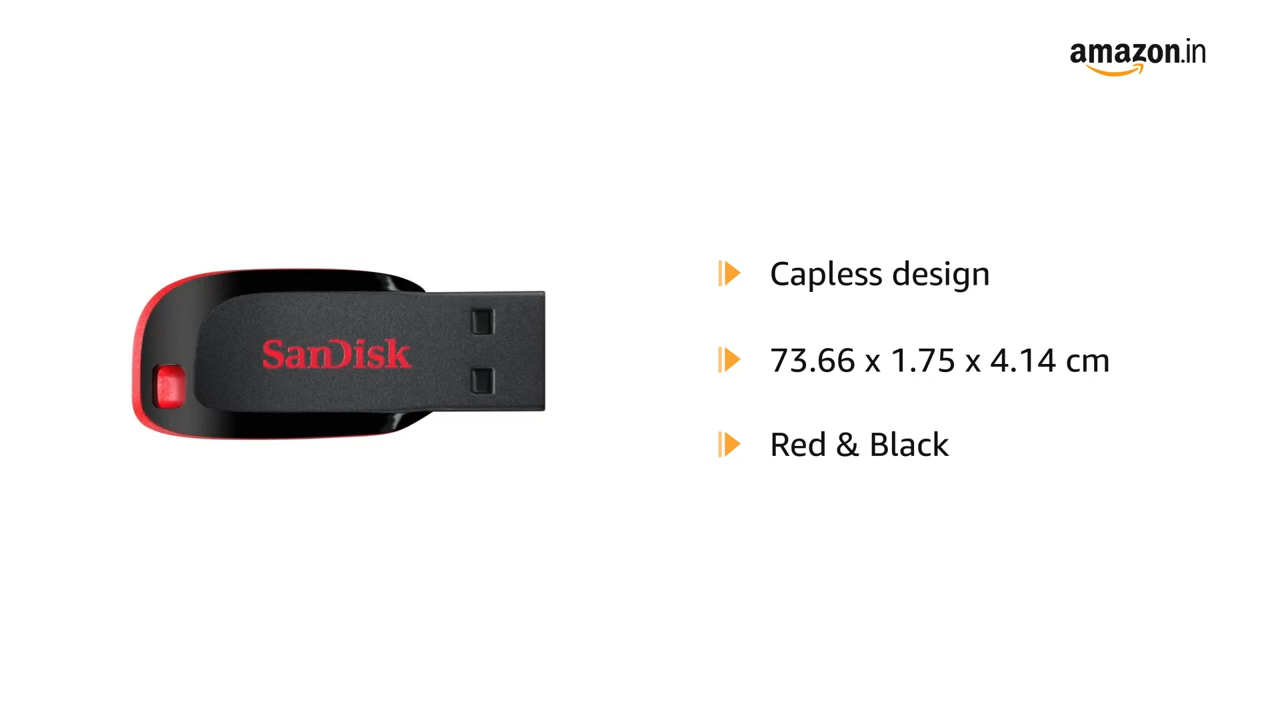 amazon.in
SanDisk
Capless design
73.66 x 1.75 x 4.14 cm
Red & Black